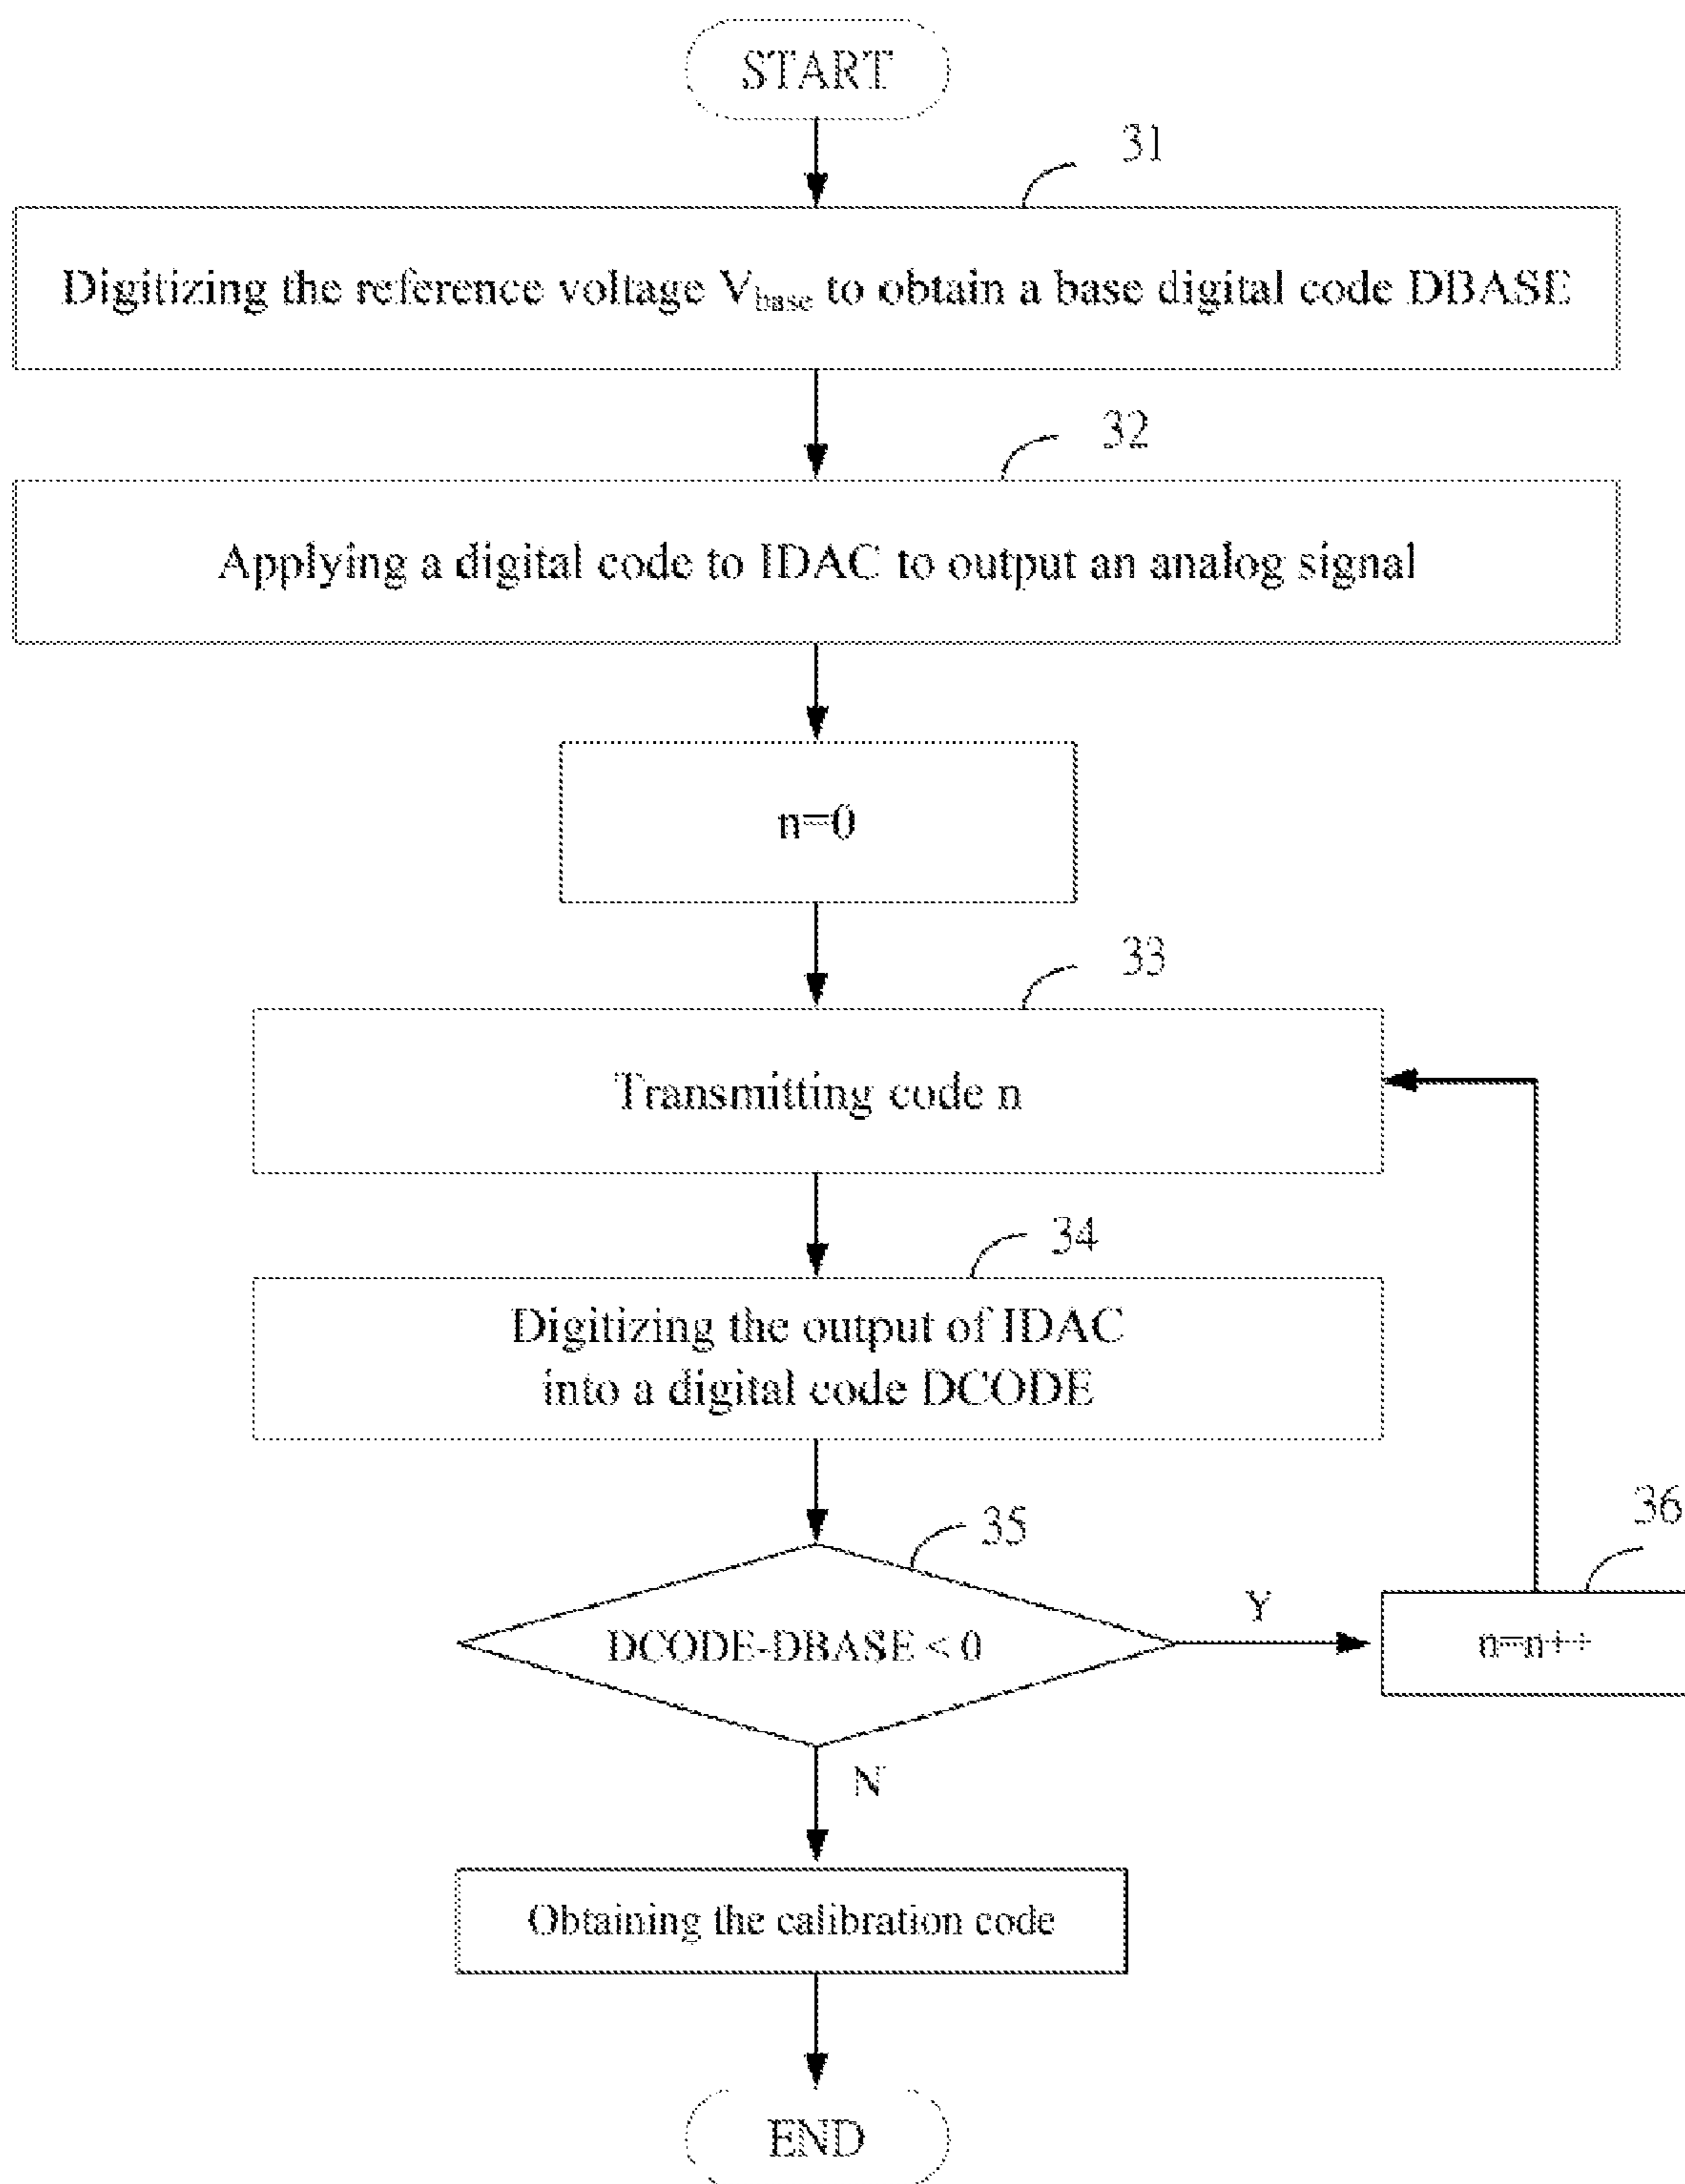 START
31
Digitizing the reference voltage Vbase to obtain a base digital code DBASE
32
Applying a digital code to IDAC to output an analog signal
n=0
33
Transmitting code n
34
Digitizing the output of IDAC
into a digital code DCODE
35
36
DCODE-DBASE < 0
Y
n=n++
N
Obtaining the calibration code
END